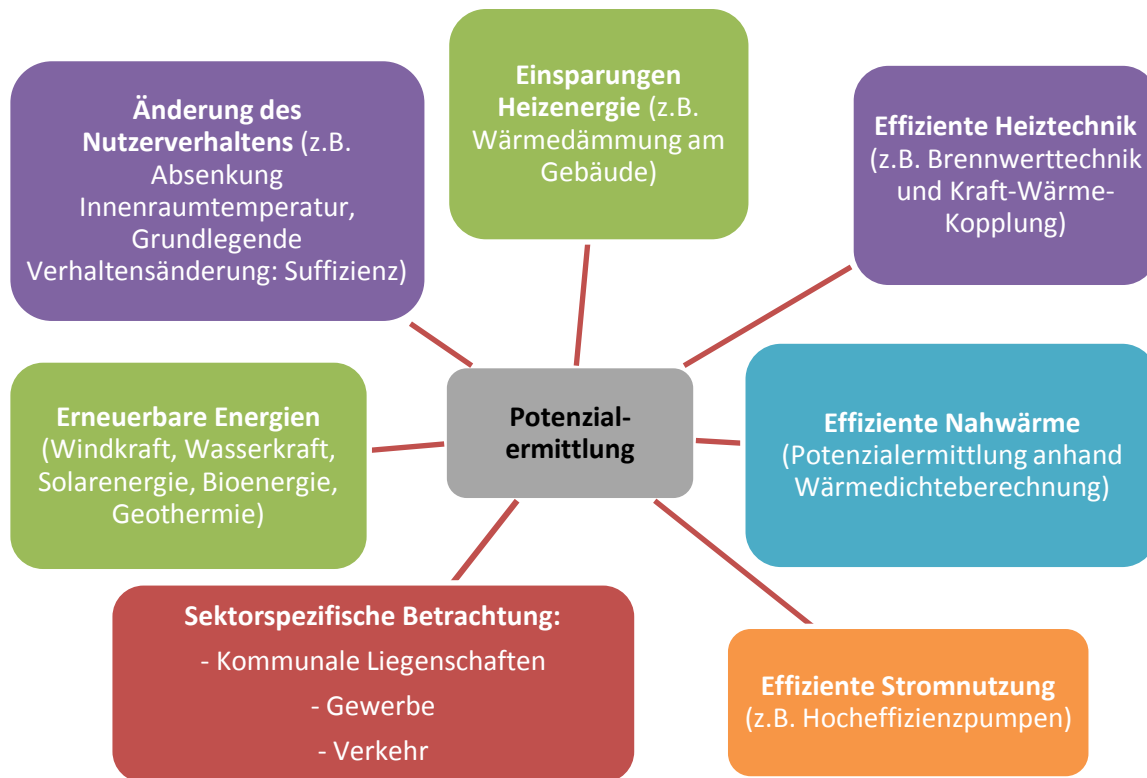 Änderung des
Nutzerverhaltens (z.B.
Absenkung
Innenraumtemperatur,
Grundlegende
Verhaltensänderung: Suffizienz)
Einsparungen
Heizenergie (z.B.
Wärmedämmung am
Gebäude)
Effiziente Heiztechnik
(z.B. Brennwerttechnik
und Kraft-Wärme-
Kopplung)
Erneuerbare Energien
(Windkraft, Wasserkraft,
Solarenergie, Bioenergie,
Geothermie)
Potenzial-
ermittlung
Effiziente Nahwärme
(Potenzialermittlung anhand
Wärmedichteberechnung)
Sektorspezifische Betrachtung:
- Kommunale Liegenschaften
- Gewerbe
- Verkehr
Effiziente Stromnutzung
(z.B. Hocheffizienzpumpen)